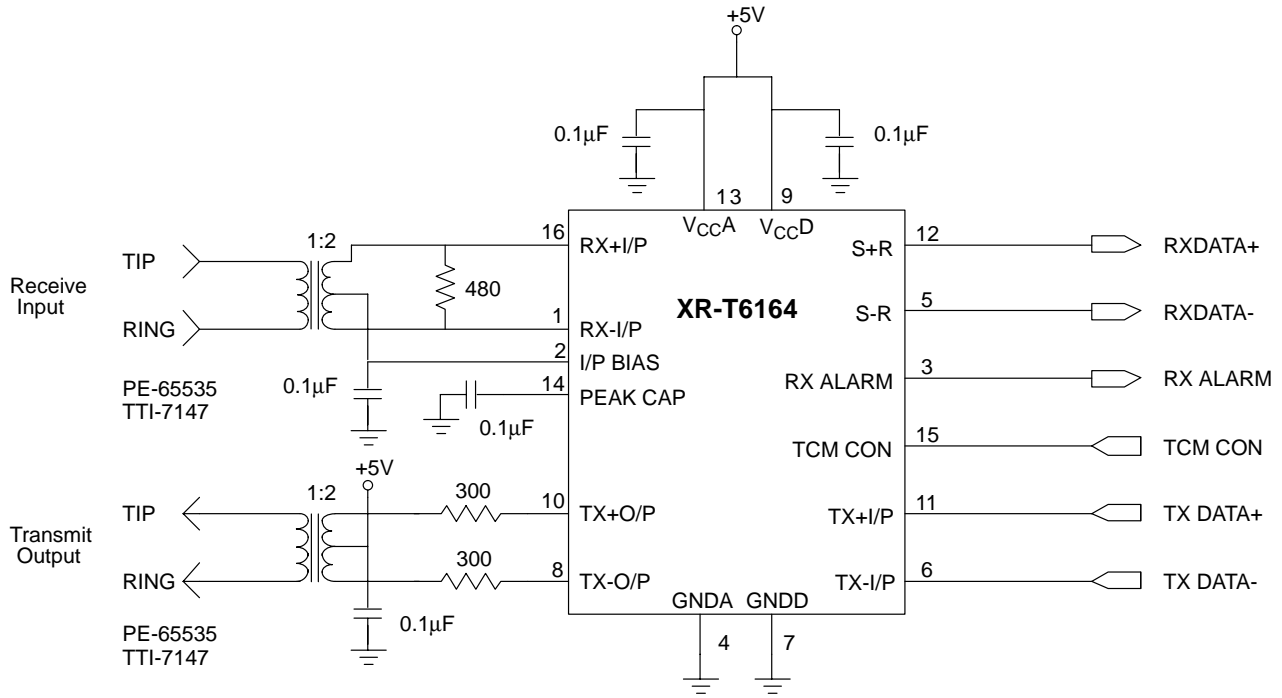 +5V
0.1µF
0.1µF
13
9
VCCA
VCCD
1:2
16
RX+I/P
S+R
12
RXDATA+
TIP
Receive
Input
480
XR-T6164
5
S-R
RXDATA-
RING
1
RX-I/P
2
I/P BIAS
RX ALARM
3
RX ALARM
PE-65535
TTI-7147
0.1µF
14
PEAK CAP
0.1µF
TCM CON
15
TCM CON
+5V
1:2
300
TIP
10
TX+O/P
TX+I/P
11
TX DATA+
Transmit
Output
300
RING
8
TX-O/P
TX-I/P
6
TX DATA-
GNDA
GNDD
0.1µF
PE-65535
TTI-7147
4
7